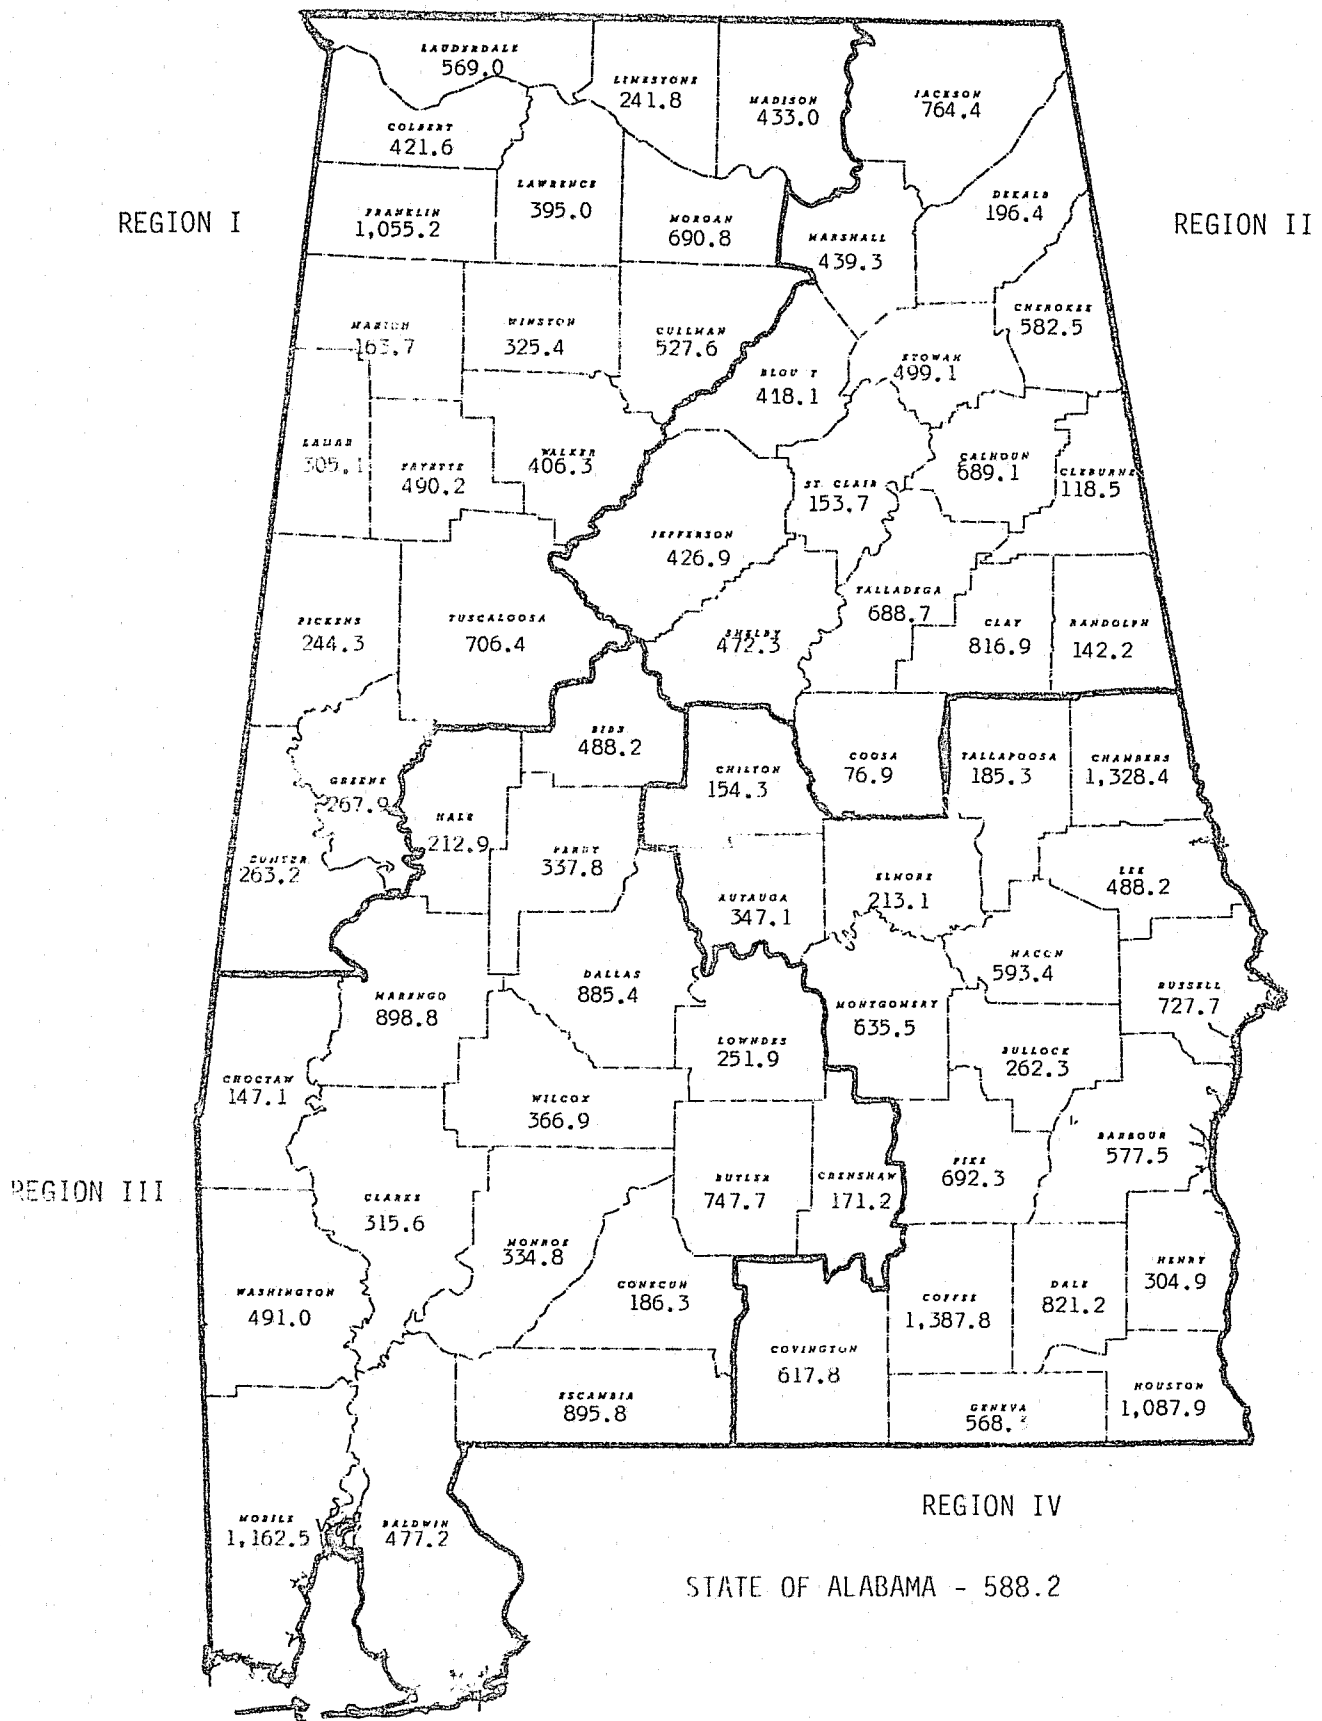 LAUDERDALE
569.0
LIMESTONE
241.8
MADISON
433.0
JACKSON
764.4
COLBERT
421.6
LAWRENCE
395.0
DEKALB
196.4
REGION I
FRANKLIN
1,055.2
MORGAN
690.8
MARSHALL
439.3
REGION II
MARION
163.7
WINSTON
325.4
CULLMAN
527.6
CHEROKEE
582.5
BLOU T
418.1
ETOWAH
499.1
LAMAR
305.1
FAYETTE
490.2
WALKER
406.3
ST. CLAIR
153.7
CALHOUN
689.1
CLEBURNE
118.5
JEFFERSON
426.9
TALLADEGA
688.7
PICKENS
244.3
TUSCALOOSA
706.4
SHELBY
472.3
CLAY
816.9
RANDOLPH
142.2
BIBB
488.2
CHILTON
154.3
COOSA
76.9
TALLAPOOSA
185.3
CHAMBERS
1,328.4
GREENE
267.9
HALE
212.9
PERRY
337.8
SUMTER
263.2
AUTAUGA
347.1
ELMORE
213.1
LEE
488.2
MACON
593.4
MARENGO
898.8
DALLAS
885.4
MONTGOMERY
635.5
RUSSELL
727.7
LOWNDES
251.9
BULLOCK
262.3
CHOCTAW
147.1
WILCOX
366.9
BARBOUR
577.5
REGION III
CLARKE
315.6
BUTLER
747.7
CRENSHAW
171.2
PIKE
692.3
MONROE
334.8
WASHINGTON
491.0
CONECUH
186.3
COFFEE
1,387.8
DALE
821.2
HENRY
304.9
COVINGTON
617.8
ESCAMBIA
895.8
GENEVA
568.
HOUSTON
1,087.9
REGION IV
MOBILE
1,162.5
BALDWIN
477.2
STATE OF ALABAMA - 588.2